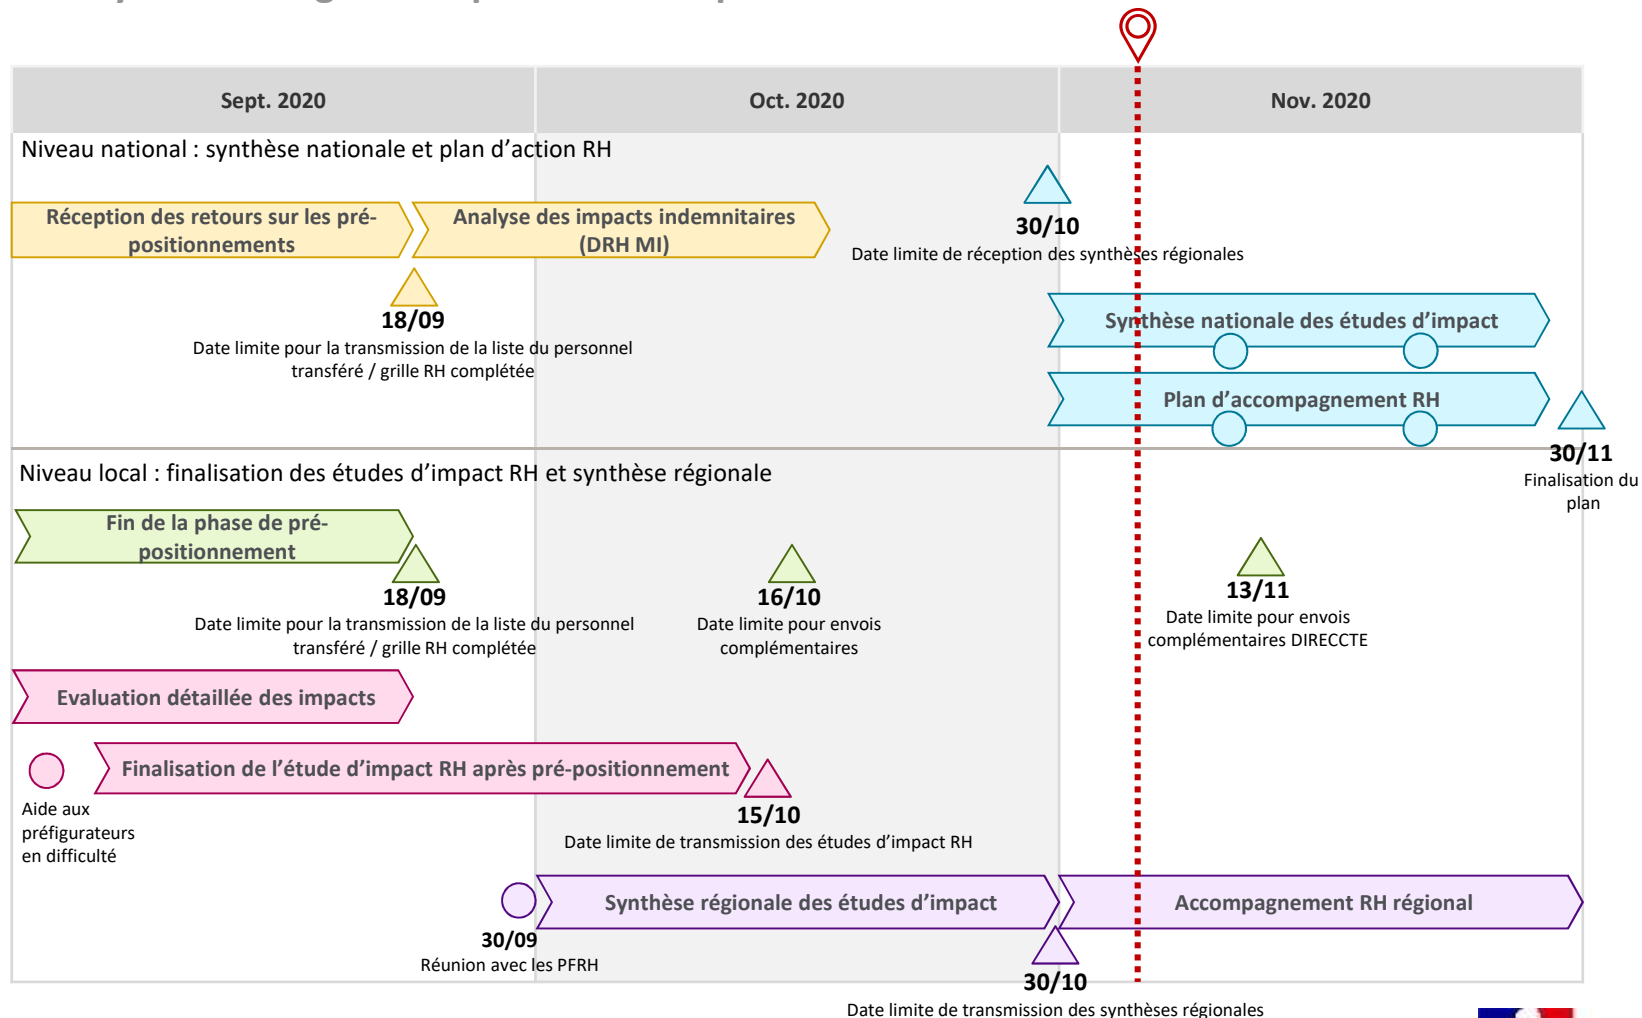 Sept. 2020
Oct. 2020
Nov. 2020
Niveau national : synthèse nationale et plan d’action RH
Réception des retours sur les pré-
positionnements
Analyse des impacts indemnitaires
(DRH MI)
30/10
Date limite de réception des synthèses régionales
18/09
Date limite pour la transmission de la liste du personnel
transféré / grille RH complétée
Synthèse nationale des études d’impact
Plan d’accompagnement RH
30/11
Finalisation du
plan
Niveau local : finalisation des études d’impact RH et synthèse régionale
Fin de la phase de pré-
positionnement
18/09
Date limite pour la transmission de la liste du personnel
transféré / grille RH complétée
16/10
Date limite pour envois
complémentaires
13/11
Date limite pour envois
complémentaires DIRECCTE
Evaluation détaillée des impacts
Finalisation de l’étude d’impact RH après pré-positionnement
Aide aux
préfigurateurs
en difficulté
15/10
Date limite de transmission des études d’impact RH
Synthèse régionale des études d’impact
Accompagnement RH régional
30/09
Réunion avec les PFRH
30/10
Date limite de transmission des synthèses régionales